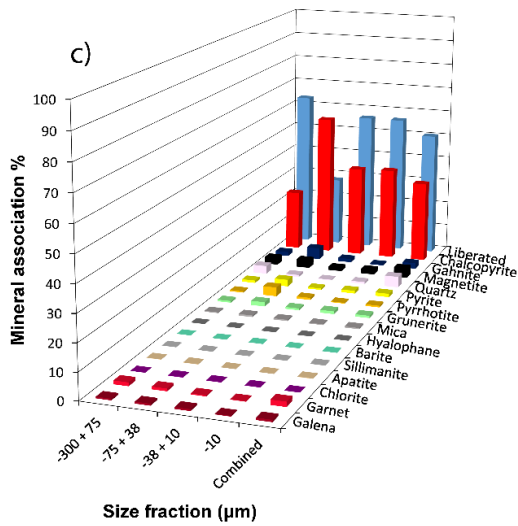 c)
Mineral association %
100
90
80
70
60
50
40
30
20
10
0
-300 + 75
-75 + 38
-38 + 10
-10
Combined
Size fraction (µm)
Liberated
Chalcopyrite
Gahnite
Magnetite
Quartz
Pyrite
Pyrrhotite
Grunerite
Mica
Hyalophane
Barite
Sillimanite
Apatite
Chlorite
Garnet
Galena